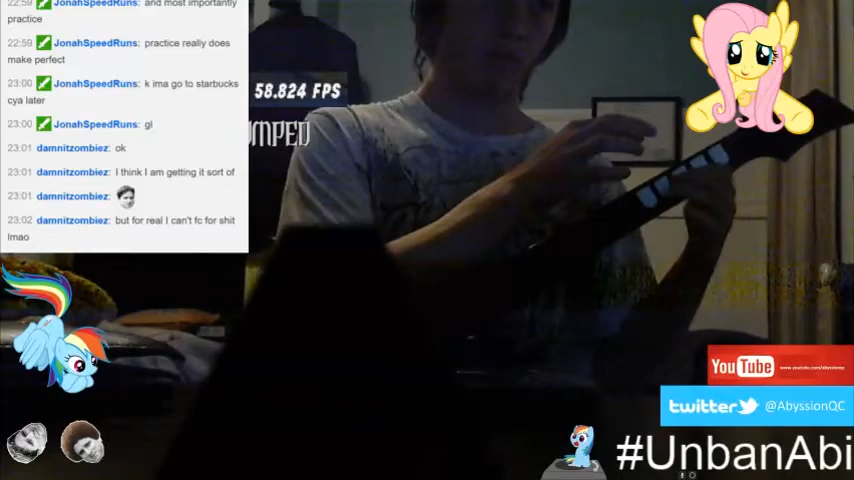 22:59 JonahSpeedRuns: and most importantly
practice
22:59 JonahSpeedRuns: practice really does
make perfect
23:00 JonahSpeedRuns: k ima go to starbucks
cya later
23:00 JonahSpeedRuns: gl
23:01 damnitzombiez: ok
23:01 damnitzombiez: I think I am getting it sort of
23:01 damnitzombiez:
23:02 damnitzombiez: but for real I can't fc for shit
lmao
58.824 FPS
UMPED
YouTube
twitter @AbyssionQC
#UnbanAbi